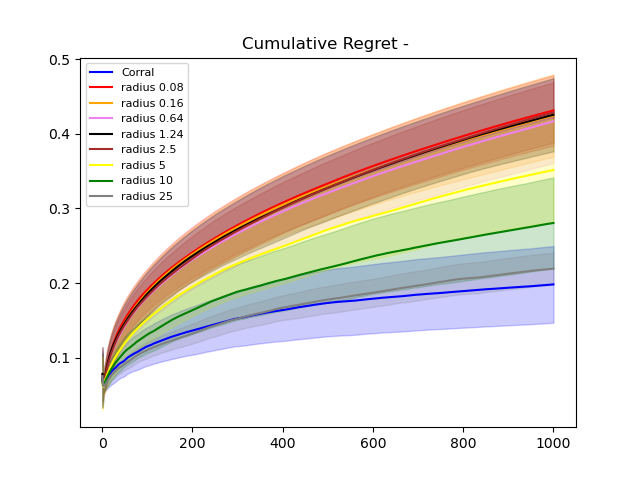 Cumulative Regret -
0.5
0.4
0.3
0.2
0.1
Corral
radius 0.08
radius 0.16
radius 0.64
radius 1.24
radius 2.5
radius 5
radius 10
radius 25
0 200 400 600 800 1000